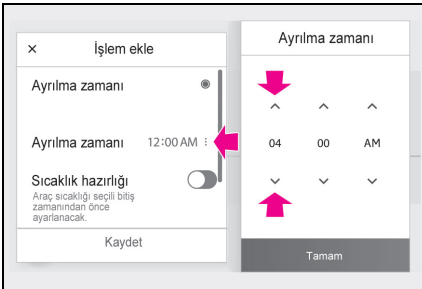 × İşlem ekle
Ayrılma zamanı
Ayrılma zamanı 12:00 AM
Sıcaklık hazırlığı
Araç sıcaklığı seçili bitiş
zamanından önce
ayarlanacak.
Kaydet
Ayrılma zamanı
04 00 AM
Tamam